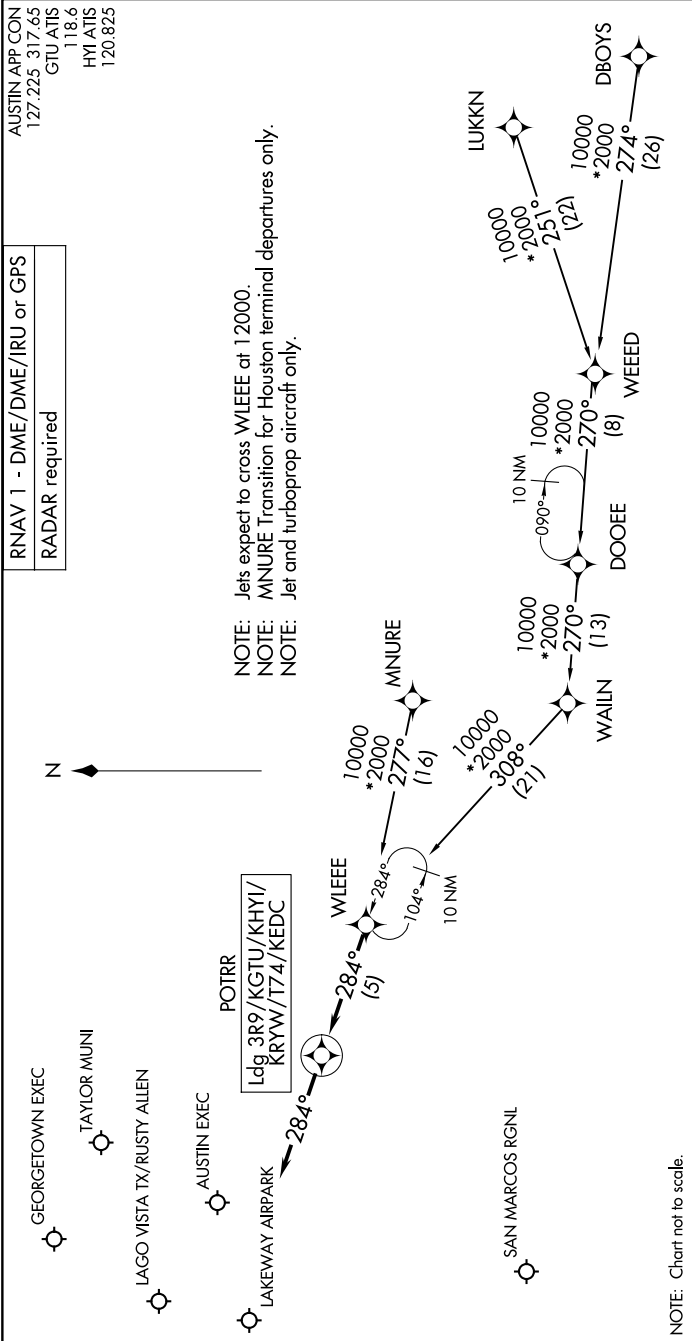 RNAV 1 - DME/DME/IRU or GPS
RADAR required
AUSTIN APP CON
127.225 317.65
GTU ATIS
118.6
HYI ATIS
120.825
GEORGETOWN EXEC
TAYLOR MUNI
LAGO VISTA TX/RUSTY ALLEN
AUSTIN EXEC
LAKEWAY AIRPARK
SAN MARCOS RGNL
N
NOTE: Jets expect to cross WLEEE at 12000.
NOTE: MNURE Transition for Houston terminal departures only.
NOTE: Jet and turboprop aircraft only.
POTRR
Ldg 3R9/KGTU/KHYI/
KRYW/T74/KEDC
284°
284°
(5)
WLEEE
284°
104°
10 NM
MNURE
10000
*2000
277°
(16)
10000
*2000
308°
(21)
WAILN
10000
*2000
270°
(13)
DOOEE
10 NM
090°
10000
*2000
270°
(8)
WEEED
LUKKN
10000
*2000
251°
(22)
DBOYS
10000
*2000
274°
(26)
NOTE: Chart not to scale.